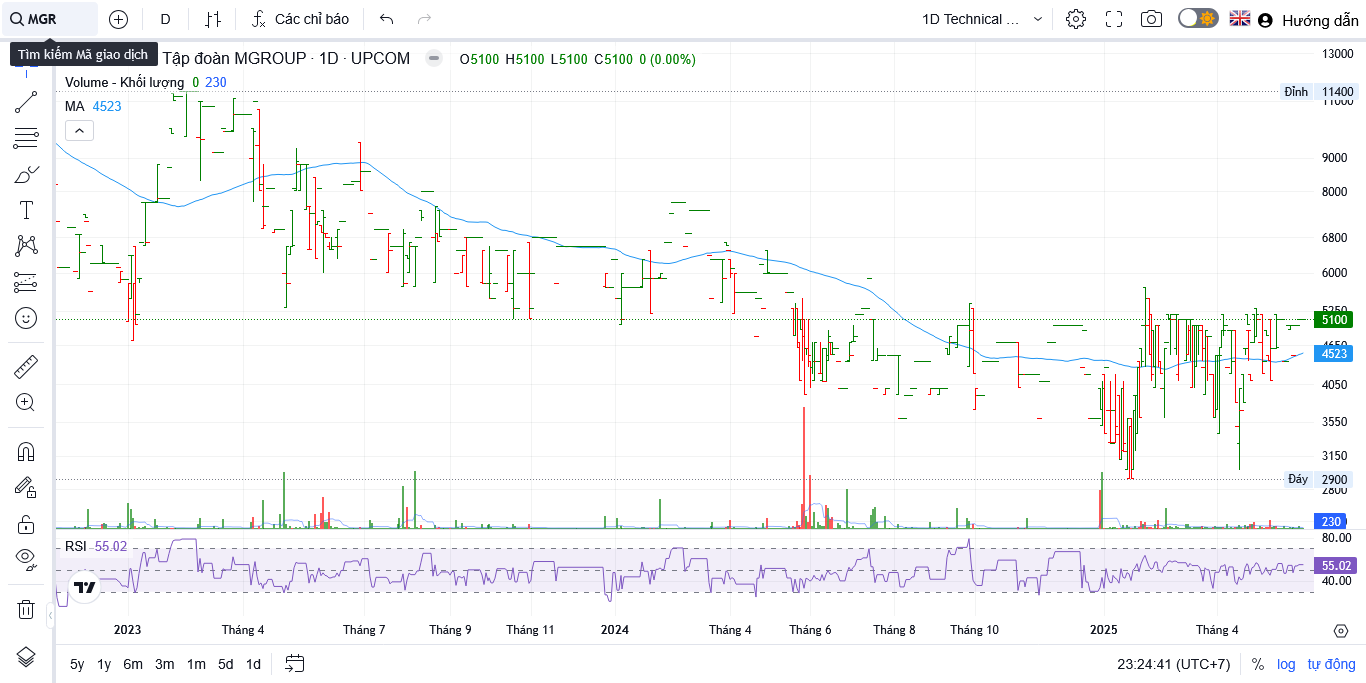 MGR
D
Các chỉ báo
1D Technical ...
Hướng dẫn
Tìm kiếm Mã giao dịch
Tập đoàn MGROUP · 1D · UPCOM
O5100 H5100 L5100 C5100 0 (0.00%)
Volume - Khối lượng 0 230
MA 4523
13000
Đỉnh 11400
11000
9000
8000
6800
6000
5250
5100
4650
4523
4050
3550
3150
Đáy 2900
2800
230
RSI 55.02
80.00
55.02
40.00
2023 Tháng 4 Tháng 7 Tháng 9 Tháng 11 2024 Tháng 4 Tháng 6 Tháng 8 Tháng 10 2025 Tháng 4
5y 1y 6m 3m 1m 5d 1d
23:24:41 (UTC+7) % log tự động